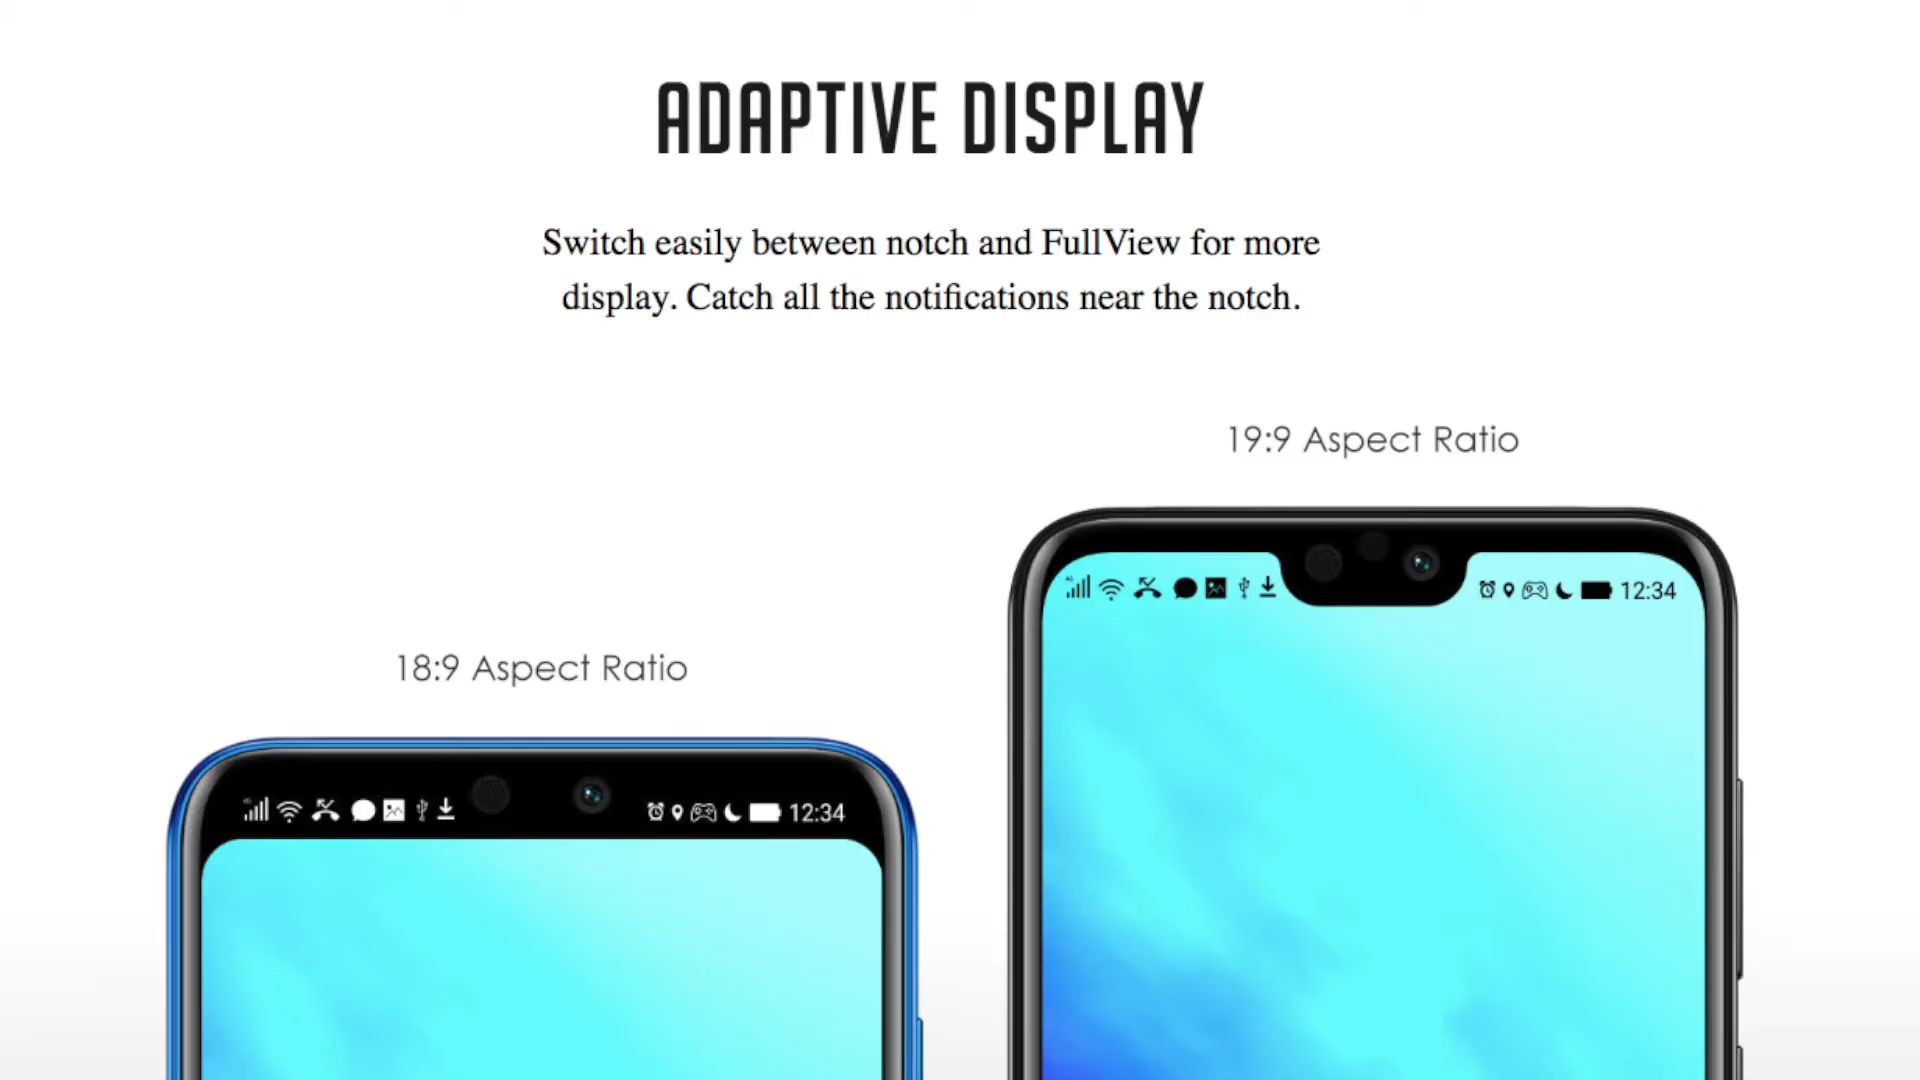 ADAPTIVE DISPLAY
Switch easily between notch and FullView for more
display. Catch all the notifications near the notch.
19:9 Aspect Ratio
12:34
18:9 Aspect Ratio
12:34